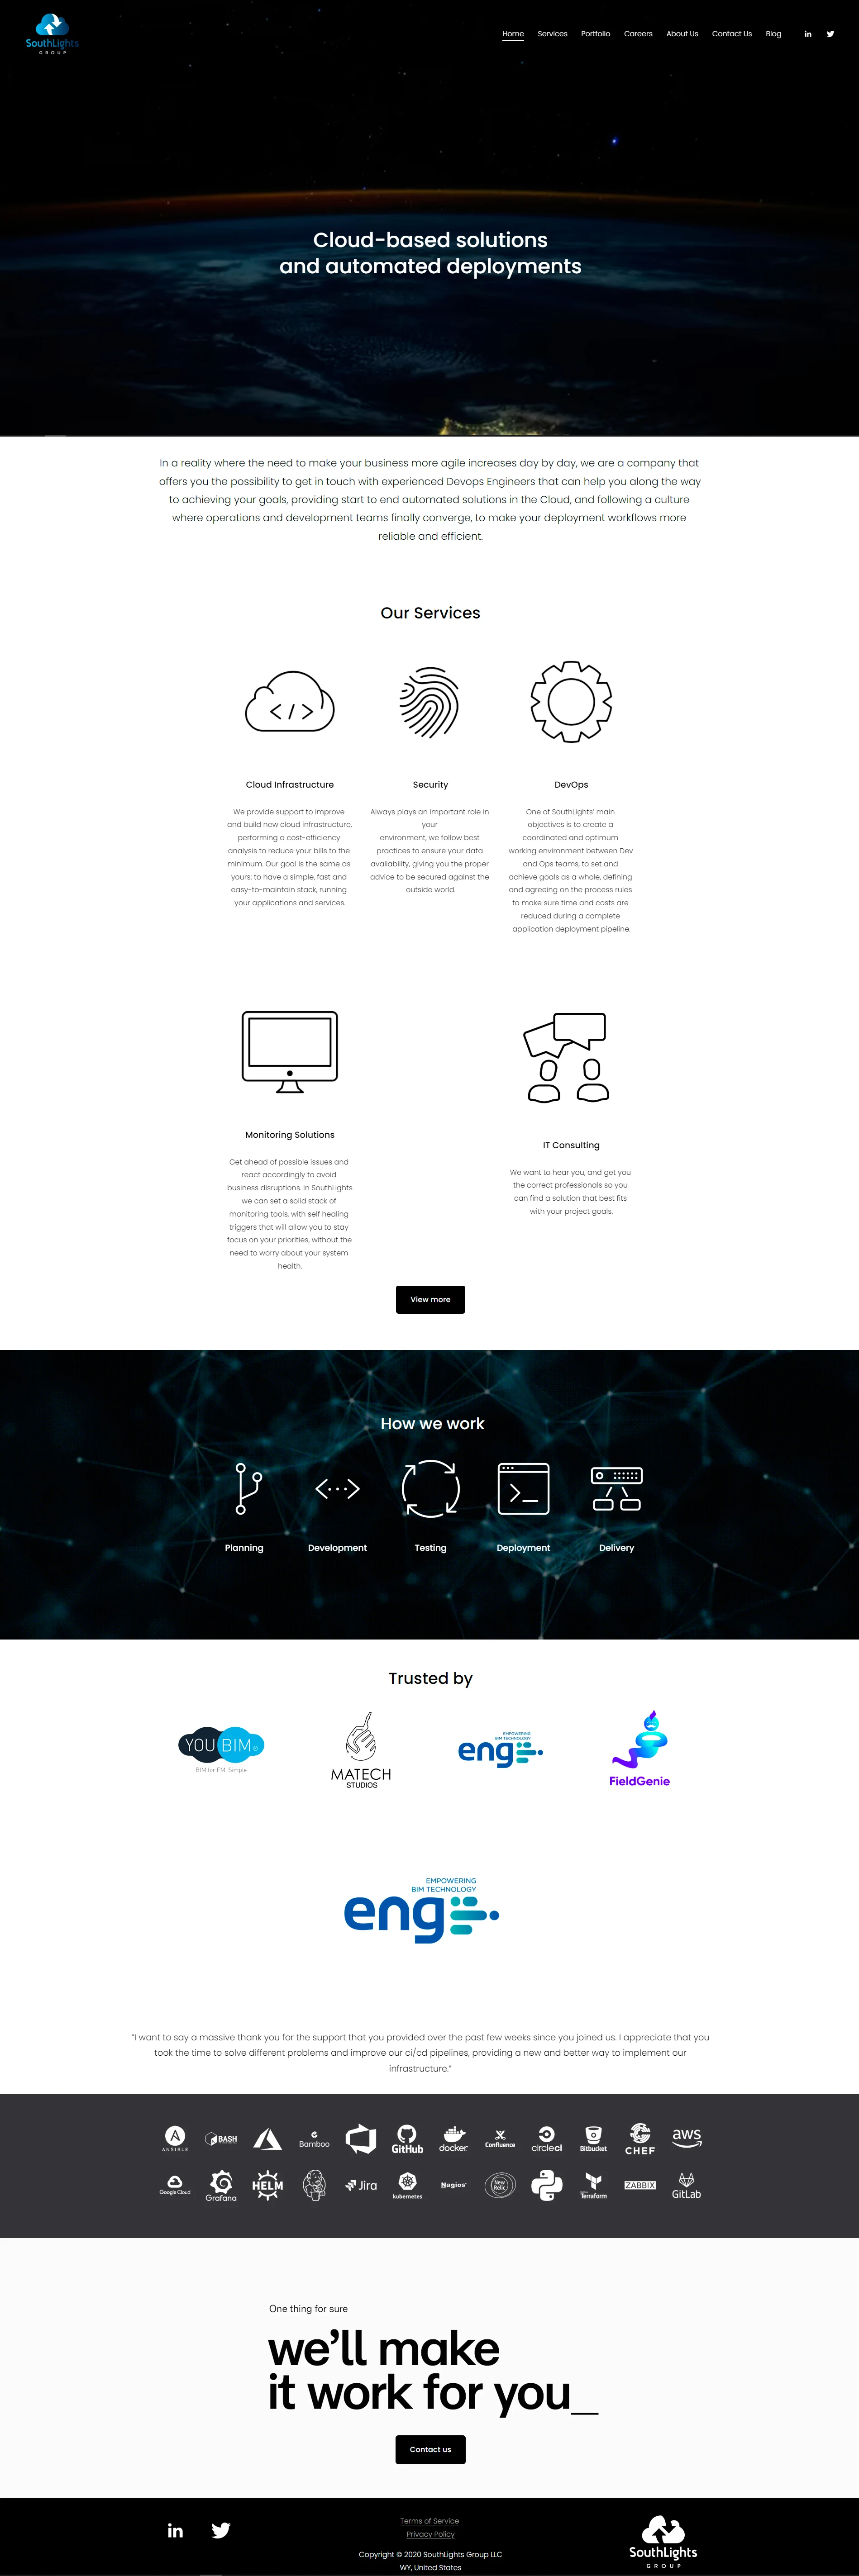 SouthLights
GROUP
Home Services Portfolio Careers About Us Contact Us Blog
Cloud-based solutions
and automated deployments
In a reality where the need to make your business more agile increases day by day, we are a company that
offers you the possibility to get in touch with experienced Devops Engineers that can help you along the way
to achieving your goals, providing start to end automated solutions in the Cloud, and following a culture
where operations and development teams finally converge, to make your deployment workflows more
reliable and efficient.
Our Services
Cloud Infrastructure
We provide support to improve
and build new cloud infrastructure,
performing a cost-efficiency
analysis to reduce your bills to the
minimum. Our goal is the same as
yours: to have a simple, fast and
easy-to-maintain stack, running
your applications and services.
Security
Always plays an important role in
your
environment, we follow best
practices to ensure your data
availability, giving you the proper
advice to be secured against the
outside world.
DevOps
One of SouthLights' main
objectives is to create a
coordinated and optimum
working environment between Dev
and Ops teams, to set and
achieve goals as a whole, defining
and agreeing on the process rules
to make sure time and costs are
reduced during a complete
application deployment pipeline.
Monitoring Solutions
Get ahead of possible issues and
react accordingly to avoid
business disruptions. In SouthLights
we can set a solid stack of
monitoring tools, with self healing
triggers that will allow you to stay
focus on your priorities, without the
need to worry about your system
health.
IT Consulting
We want to hear you, and get you
the correct professionals so you
can find a solution that best fits
with your project goals.
View more
How we work
Planning Development Testing Deployment Delivery
Trusted by
YOUBIM
BIM for FM. Simple
MATECH
STUDIOS
EMPOWERING
BIM TECHNOLOGY
eng
FieldGenie
EMPOWERING
BIM TECHNOLOGY
eng
“I want to say a massive thank you for the support that you provided over the past few weeks since you joined us. I appreciate that you
took the time to solve different problems and improve our ci/cd pipelines, providing a new and better way to implement our
infrastructure.”
ANSIBLE BASH Bamboo GitHub docker Confluence circleci Bitbucket CHEF aws
Google Cloud Grafana HELM Jira kubernetes Nagios New Relic Terraform ZABBIX GitLab
One thing for sure
we’ll make
it work for you_
Contact us
in
Terms of Service
Privacy Policy
Copyright © 2020 SouthLights Group LLC
WY, United States
SouthLights
GROUP